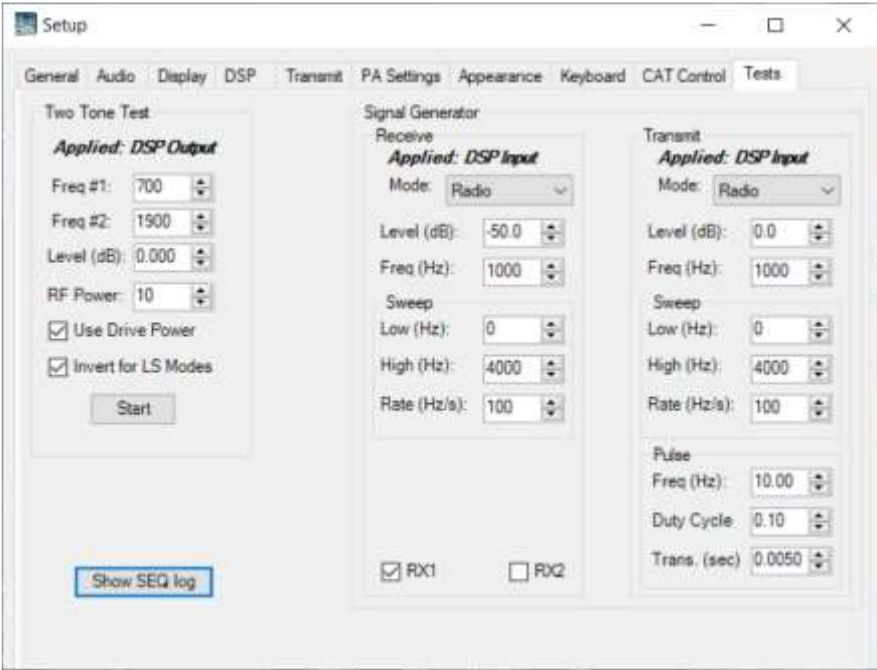 Setup
General Audio Display DSP Transmit PA Settings Appearance Keyboard CAT Control Tests
Two Tone Test
Applied: DSP Output
Freq #1: 700
Freq #2: 1900
Level (dB): 0.000
RF Power: 10
Use Drive Power
Invert for LS Modes
Start
Show SEQ log
Signal Generator
Receive
Applied: DSP Input
Mode: Radio
Level (dB): -50.0
Freq (Hz): 1000
Sweep
Low (Hz): 0
High (Hz): 4000
Rate (Hz/s): 100
RX1 RX2
Transmit
Applied: DSP Input
Mode: Radio
Level (dB): 0.0
Freq (Hz): 1000
Sweep
Low (Hz): 0
High (Hz): 4000
Rate (Hz/s): 100
Pulse
Freq (Hz): 10.00
Duty Cycle 0.10
Trans. (sec) 0.0050